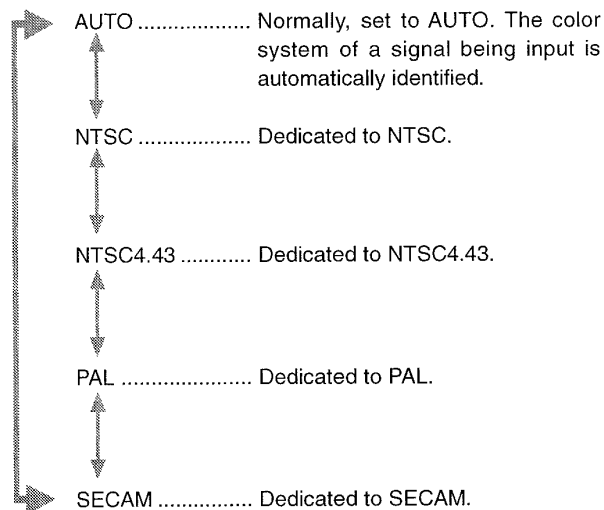 AUTO ................... Normally, set to AUTO. The color
system of a signal being input is
automatically identified.
NTSC ................... Dedicated to NTSC.
NTSC4.43 ............ Dedicated to NTSC4.43.
PAL ...................... Dedicated to PAL.
SECAM ................ Dedicated to SECAM.